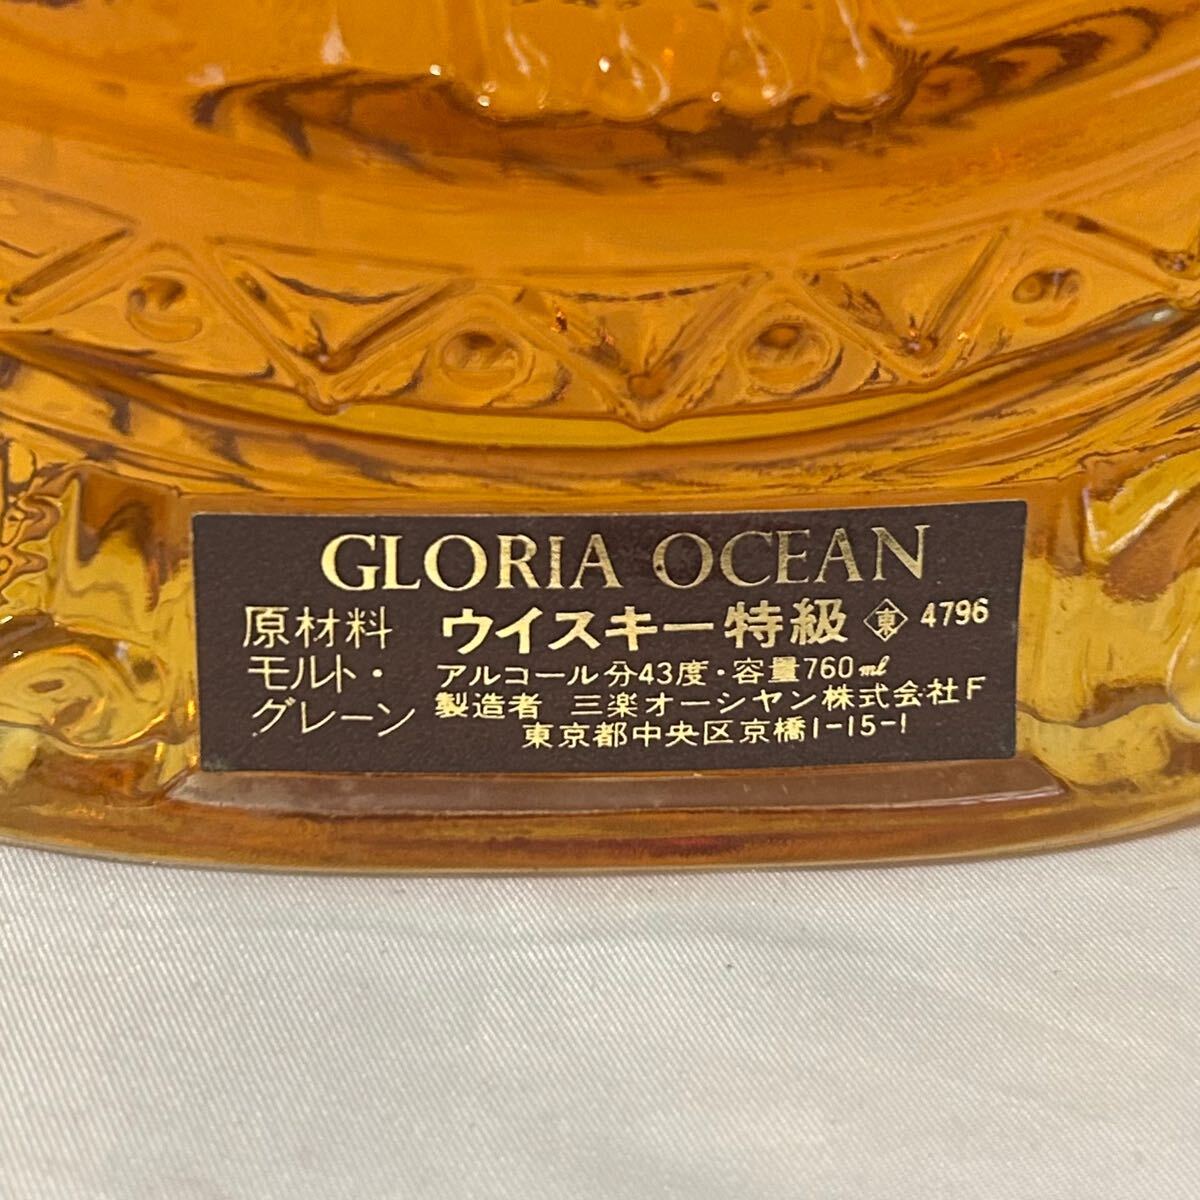 GLORIA OCEAN
原材料 ウイスキー特級 東 4796
モルト・ アルコール分43度・容量760ml
グレーン 製造者 三楽オーシヤン株式会社F
東京都中央区京橋1-15-1